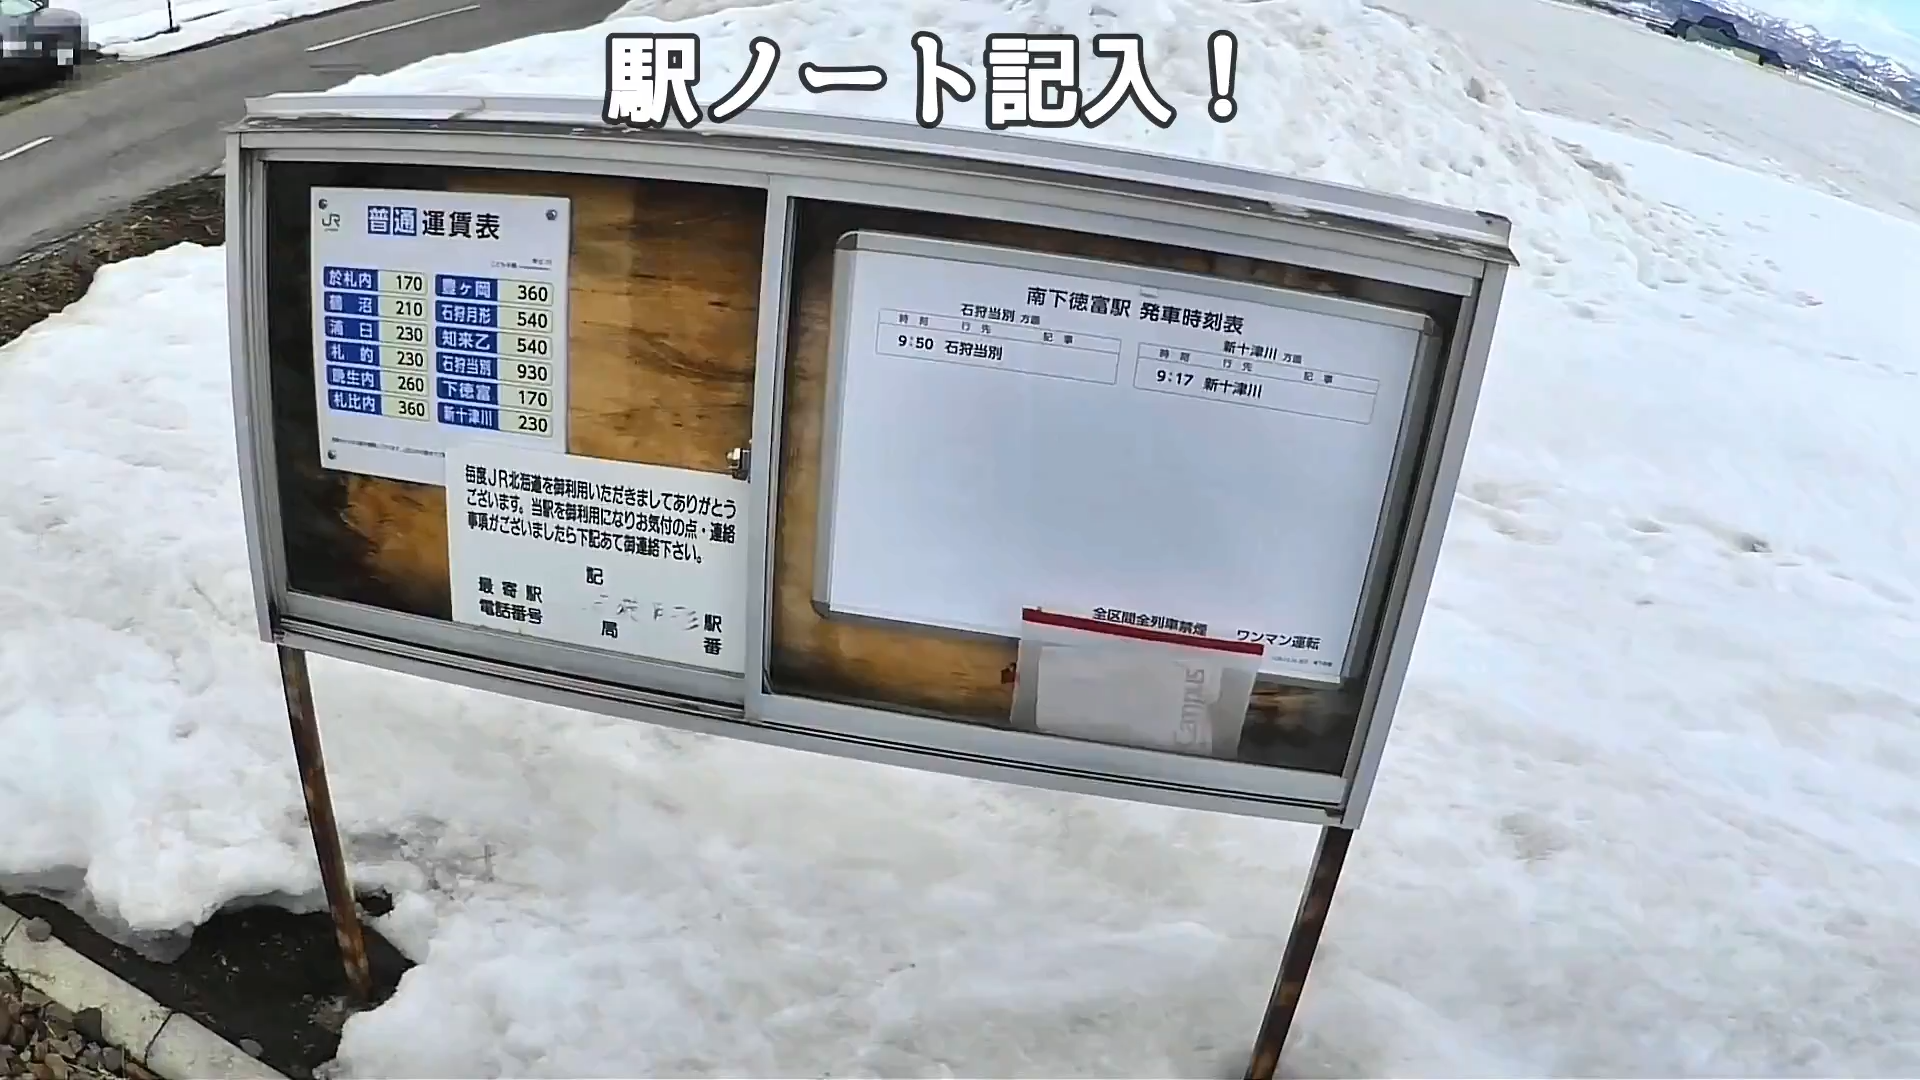 駅ノート記入！
JR
普通運賃表
於札内 170
鶴沼 210
浦臼 230
札的 230
晩生内 260
札比内 360
豊ヶ岡 360
石狩月形 540
知来乙 540
石狩当別 930
下徳富 170
新十津川 230
毎度JR北海道を御利用いただきましてありがとう
ございます。当駅を御利用になりお気付の点・連絡
事項がございましたら下記あて御連絡下さい。
記
最寄駅 駅
電話番号 局 番
南下徳富駅 発車時刻表
石狩当別 方面
時刻 行先 記事
9:50 石狩当別
新十津川 方面
時刻 行先 記事
9:17 新十津川
全区間全列車禁煙 ワンマン運転